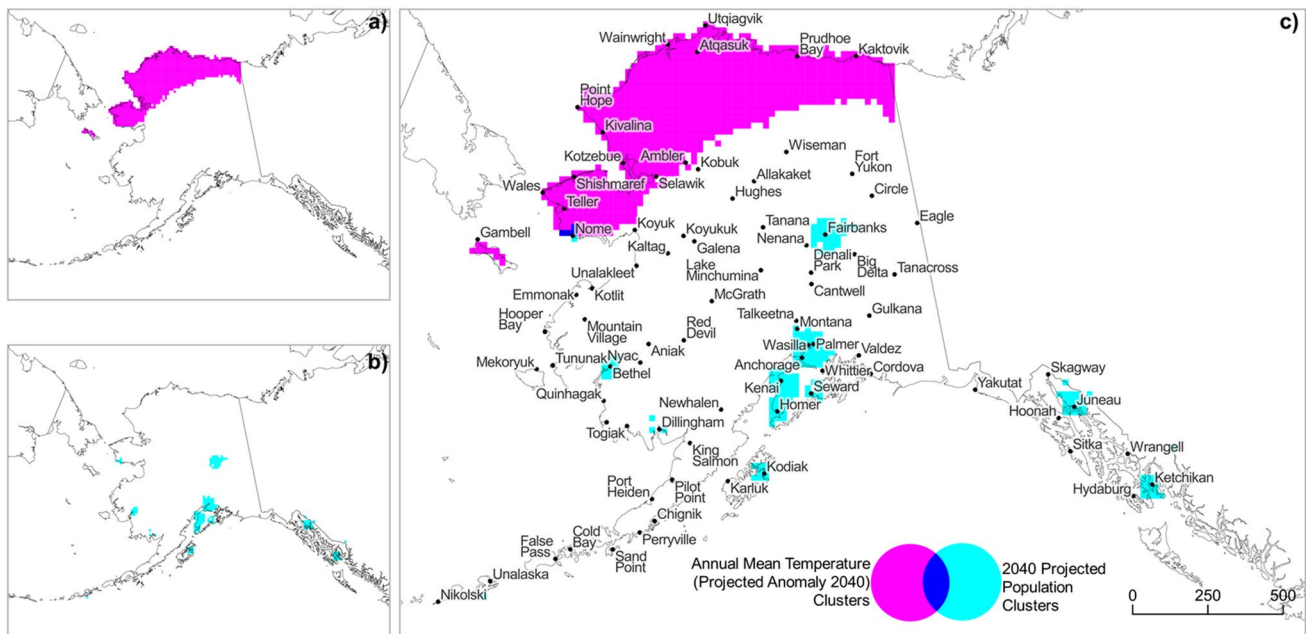 a)
b)
c)
Utqiagvik
Wainwright
Atqasuk
Prudhoe
Bay
Kaktovik
Point
Hope
Kivalina
Kotzebue
Ambler
Kobuk
Wiseman
Fort
Yukon
Shishmaref
Selawik
Allakaket
Hughes
Circle
Wales
Teller
Nome
Koyuk
Koyukuk
Tanana
Fairbanks
Eagle
Gambell
Kaltag
Galena
Nenana
Denali
Park
Big
Delta
Tanacross
Unalakleet
Lake
Minchumina
Cantwell
Emmonak
Kotlit
McGrath
Gulkana
Hooper
Bay
Mountain
Village
Red
Devil
Talkeetna
Montana
Aniak
Wasilla
Palmer
Valdez
Mekoryuk
Tununak
Nyac
Bethel
Anchorage
Whittier
Cordova
Skagway
Kenai
Seward
Yakutat
Juneau
Quinhagak
Newhalen
Homer
Hoonah
Togiak
Dillingham
Sitka
Wrangell
King
Salmon
Kodiak
Ketchikan
Port
Heiden
Pilot
Point
Karluk
Hydaburg
Chignik
False
Pass
Cold
Bay
Perryville
Sand
Point
Unalaska
Nikolski
Annual Mean Temperature
(Projected Anomaly 2040)
Clusters
2040 Projected
Population
Clusters
0 250 500